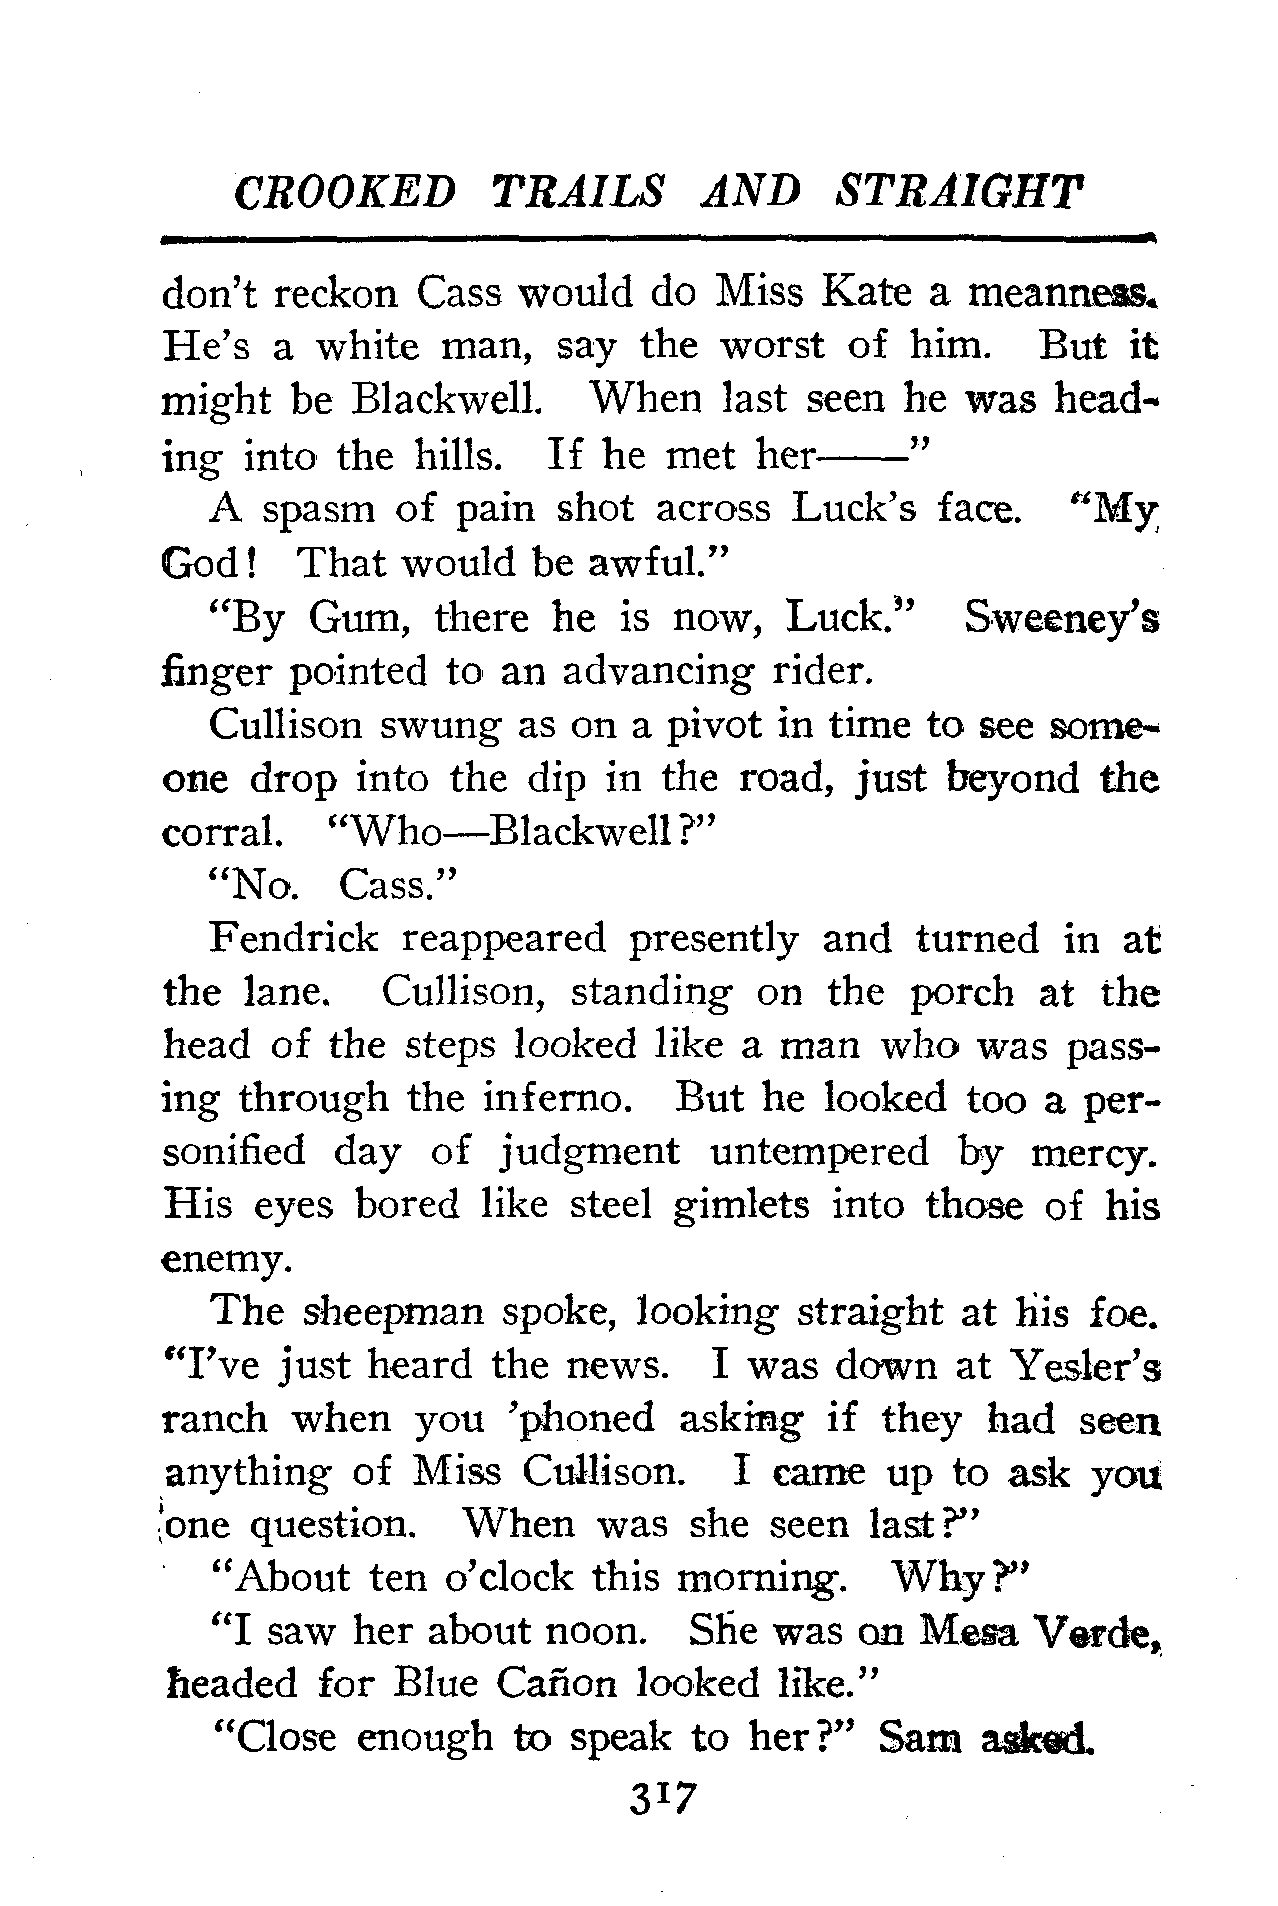 CROOKED TRAILS AND STRAIGHT
don't reckon Cass would do Miss Kate a meanness.
He's a white man, say the worst of him. But it
might be Blackwell. When last seen he was head-
ing into the hills. If he met her——"
A spasm of pain shot across Luck's face. "My
God! That would be awful."
"By Gum, there he is now, Luck." Sweeney's
finger pointed to an advancing rider.
Cullison swung as on a pivot in time to see some-
one drop into the dip in the road, just beyond the
corral. "Who—Blackwell?"
"No. Cass."
Fendrick reappeared presently and turned in at
the lane. Cullison, standing on the porch at the
head of the steps looked like a man who was pass-
ing through the inferno. But he looked too a per-
sonified day of judgment untempered by mercy.
His eyes bored like steel gimlets into those of his
enemy.
The sheepman spoke, looking straight at his foe.
"I've just heard the news. I was down at Yesler's
ranch when you 'phoned asking if they had seen
anything of Miss Cullison. I came up to ask you
one question. When was she seen last?"
"About ten o'clock this morning. Why?"
"I saw her about noon. She was on Mesa Verde,
headed for Blue Cañon looked like."
"Close enough to speak to her?" Sam asked.
317